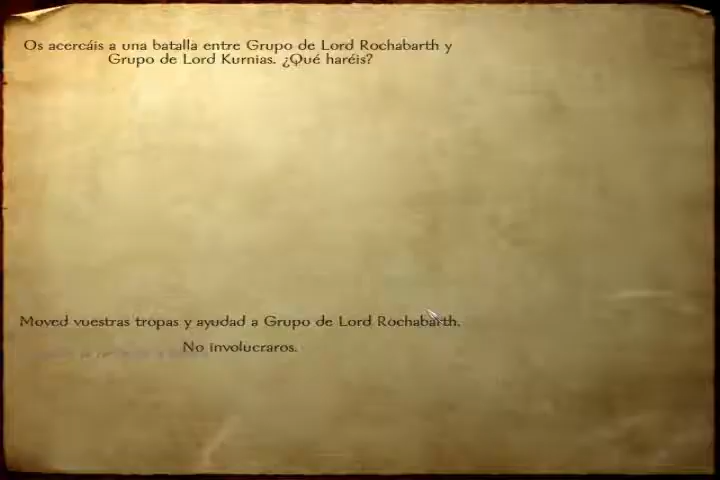 Os acercáis a una batalla entre Grupo de Lord Rochabarth y
Grupo de Lord Kurnias. ¿Qué haréis?
Moved vuestras tropas y ayudad a Grupo de Lord Rochabarth.
No involucraros.